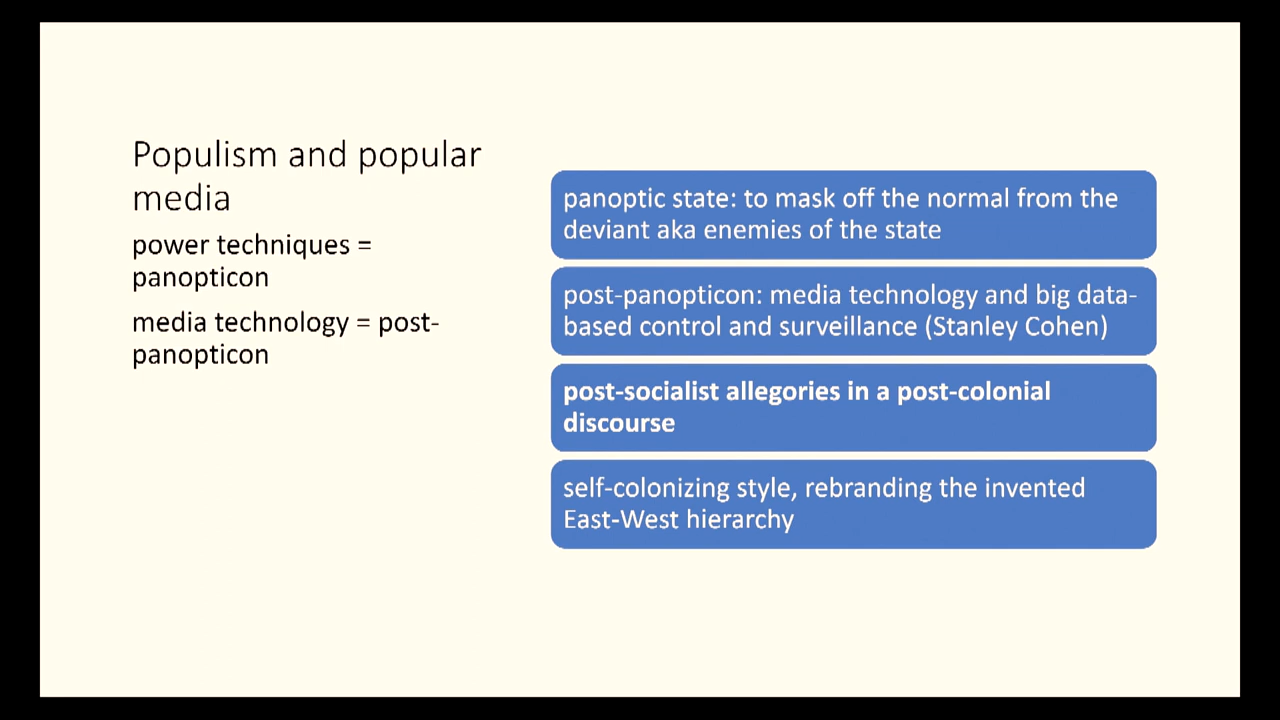 Populism and popular
media
power techniques =
panopticon
media technology = post-
panopticon
panoptic state: to mask off the normal from the
deviant aka enemies of the state
post-panopticon: media technology and big data-
based control and surveillance (Stanley Cohen)
post-socialist allegories in a post-colonial
discourse
self-colonizing style, rebranding the invented
East-West hierarchy